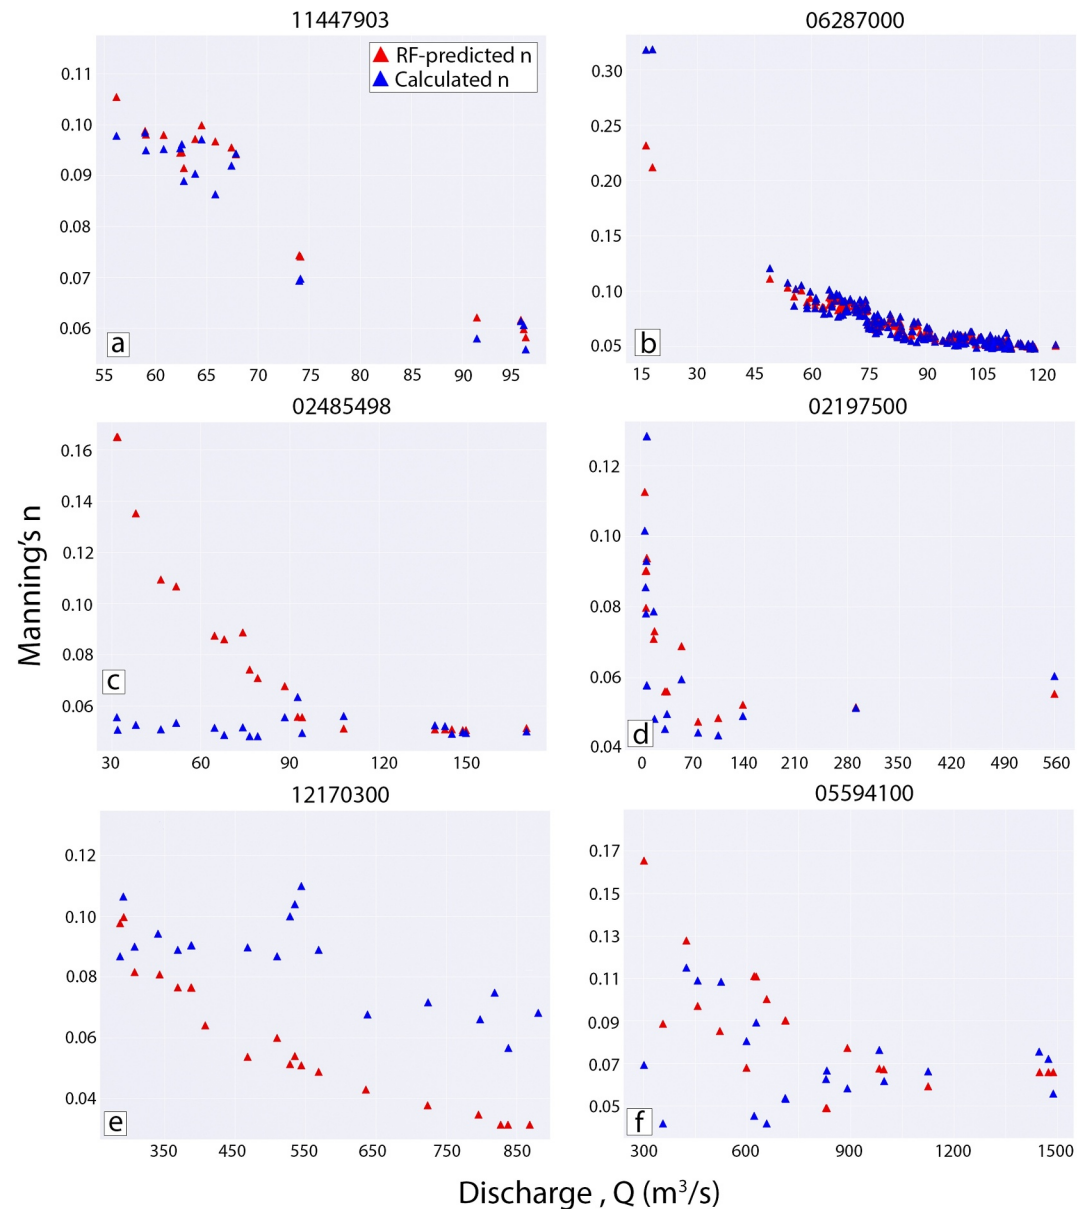 11447903
RF-predicted n
Calculated n
0.11
0.10
0.09
0.08
0.07
0.06
a
55 60 65 70 75 80 85 90 95
06287000
0.30
0.25
0.20
0.15
0.10
0.05
b
15 30 45 60 75 90 105 120
02485498
0.16
0.14
0.12
0.10
0.08
0.06
c
30 60 90 120 150
02197500
0.12
0.10
0.08
0.06
0.04
d
0 70 140 210 280 350 420 490 560
12170300
0.12
0.10
0.08
0.06
0.04
e
350 450 550 650 750 850
05594100
0.17
0.15
0.13
0.11
0.09
0.07
0.05
f
300 600 900 1200 1500
Manning's n
Discharge , Q (m³/s)